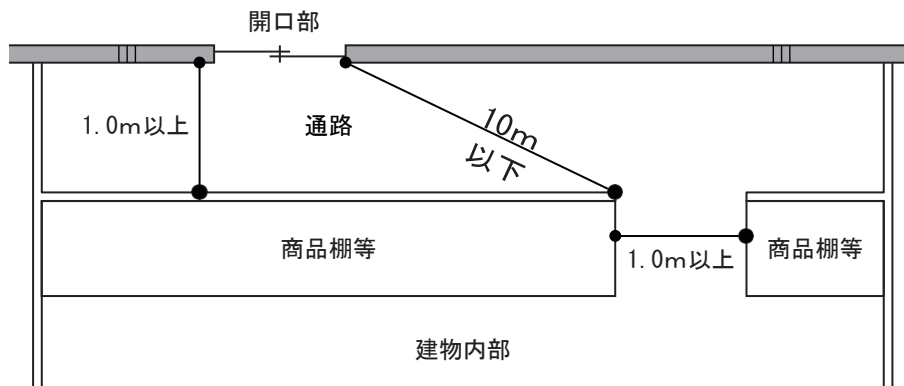 開口部
1.0m以上
通路
10m
以下
商品棚等
1.0m以上
商品棚等
建物内部